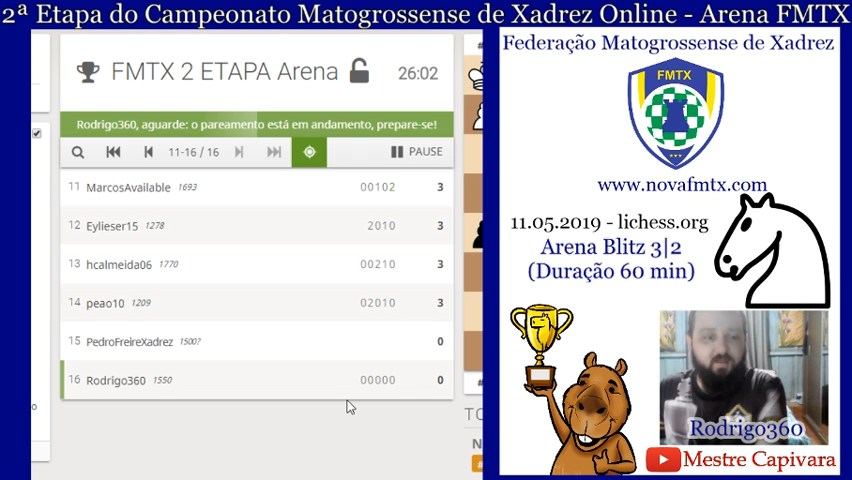 2ª Etapa do Campeonato Matogrossense de Xadrez Online - Arena FMTX
FMTX 2 ETAPA Arena
26:02
Rodrigo360, aguarde: o pareamento está em andamento, prepare-se!
11-16 / 16
PAUSE
11 MarcosAvailable 1693 00102 3
12 Eylieser15 1278 2010 3
13 hcalmeida06 1770 00210 3
14 peao10 1209 02010 3
15 PedroFreireXadrez 1500? 0
16 Rodrigo360 1550 00000 0
Federação Matogrossense de Xadrez
FMTX
www.novafmtx.com
11.05.2019 - lichess.org
Arena Blitz 3|2
(Duração 60 min)
Rodrigo360
Mestre Capivara